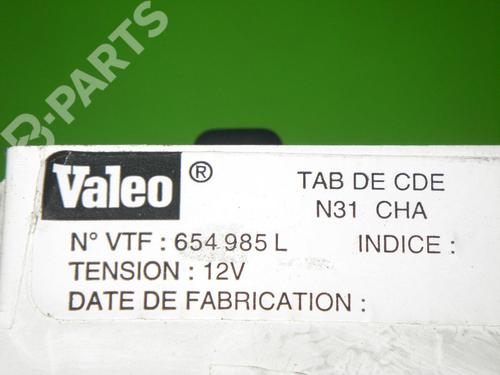 B-PARTS
Valeo ®
TAB DE CDE
N31 CHA
N° VTF : 654 985 L INDICE :
TENSION : 12V
DATE DE FABRICATION :